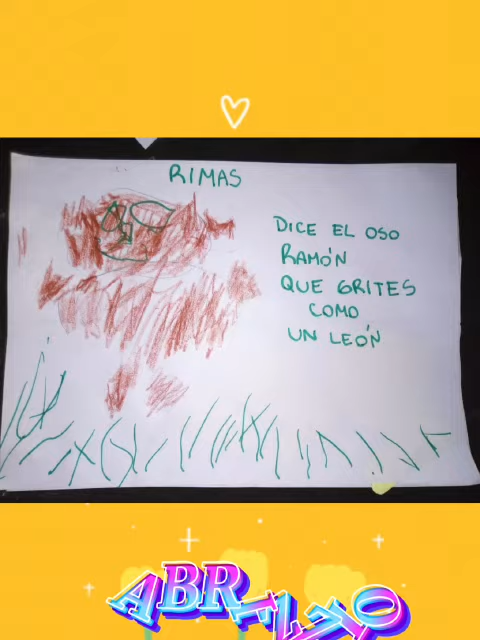 RIMAS
DICE EL OSO
RAMÓN
QUE GRITES
COMO
UN LEÓN